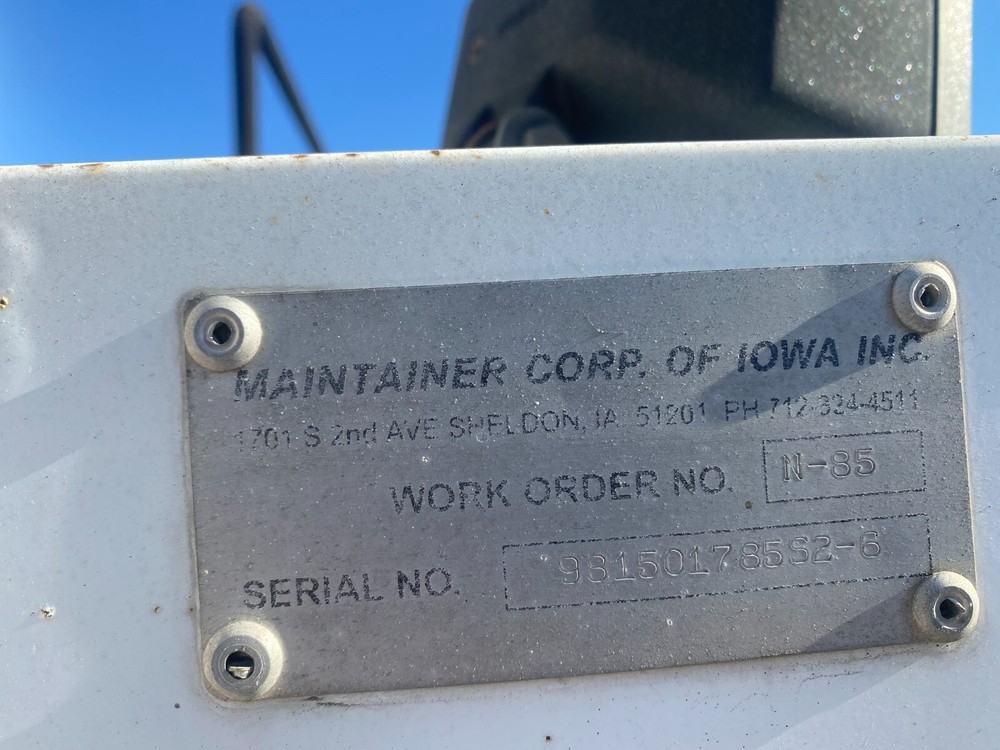 MAINTAINER CORP. OF IOWA INC.
1701 S 2nd AVE SHELDON, IA 51201 PH 712-324-4511
WORK ORDER NO. N-85
SERIAL NO. 981501785S2-6